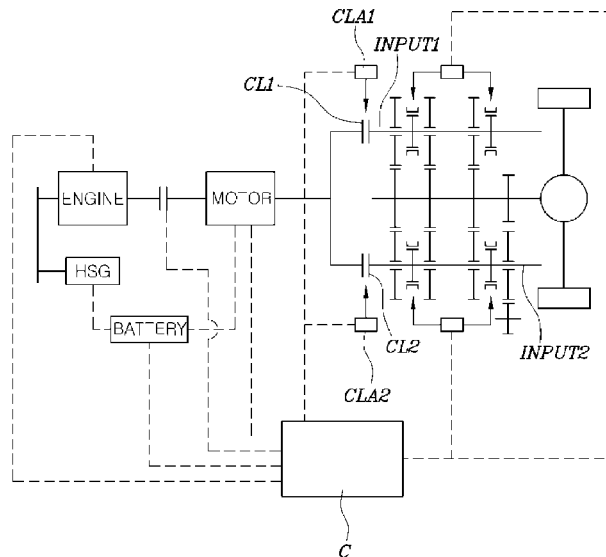 CLA1
INPUT1
CL1
ENGINE
MOTOR
HSG
BATTERY
CL2
INPUT2
CLA2
C